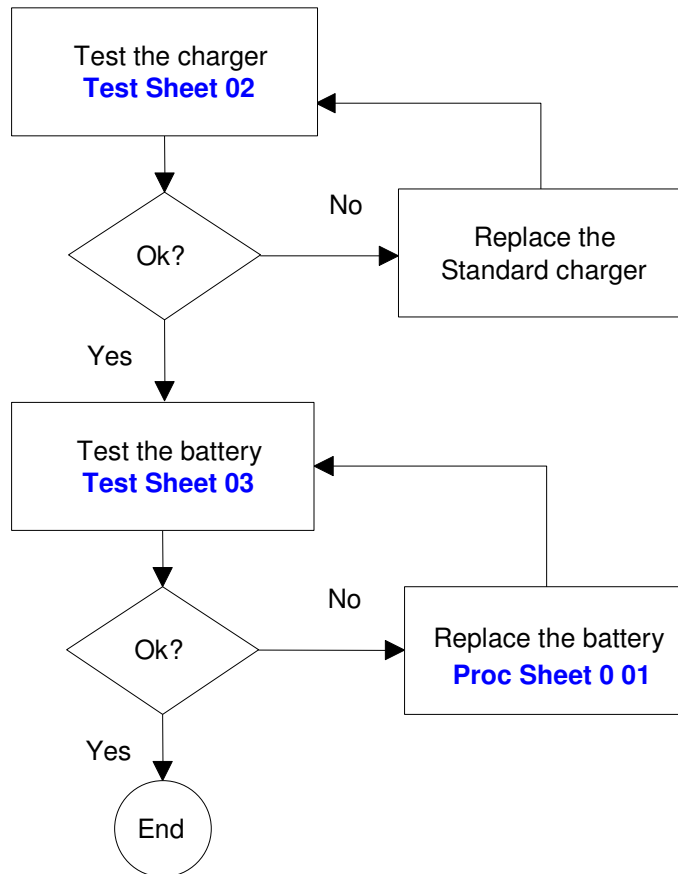 Test the charger
Test Sheet 02
No
Ok?
Replace the
Standard charger
Yes
Test the battery
Test Sheet 03
No
Ok?
Replace the battery
Proc Sheet 0 01
Yes
End